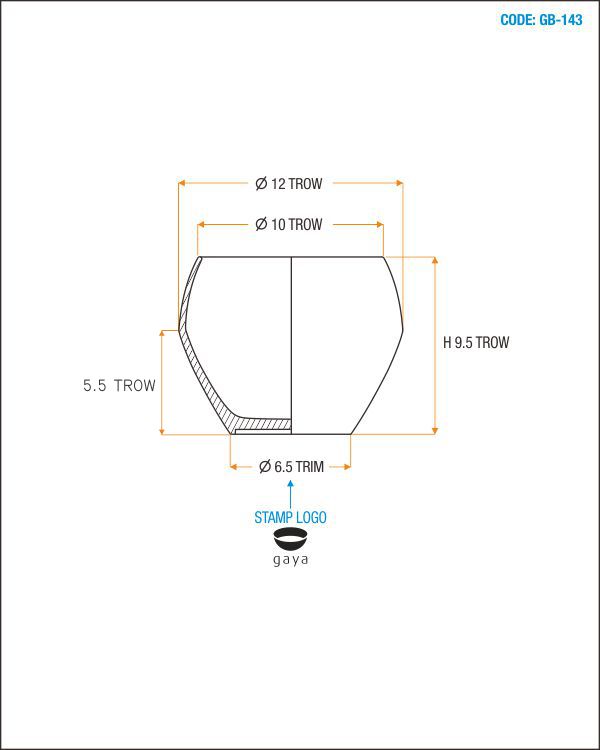 CODE: GB-143
Ø 12 TROW
Ø 10 TROW
H 9.5 TROW
5.5 TROW
Ø 6.5 TRIM
STAMP LOGO
gaya